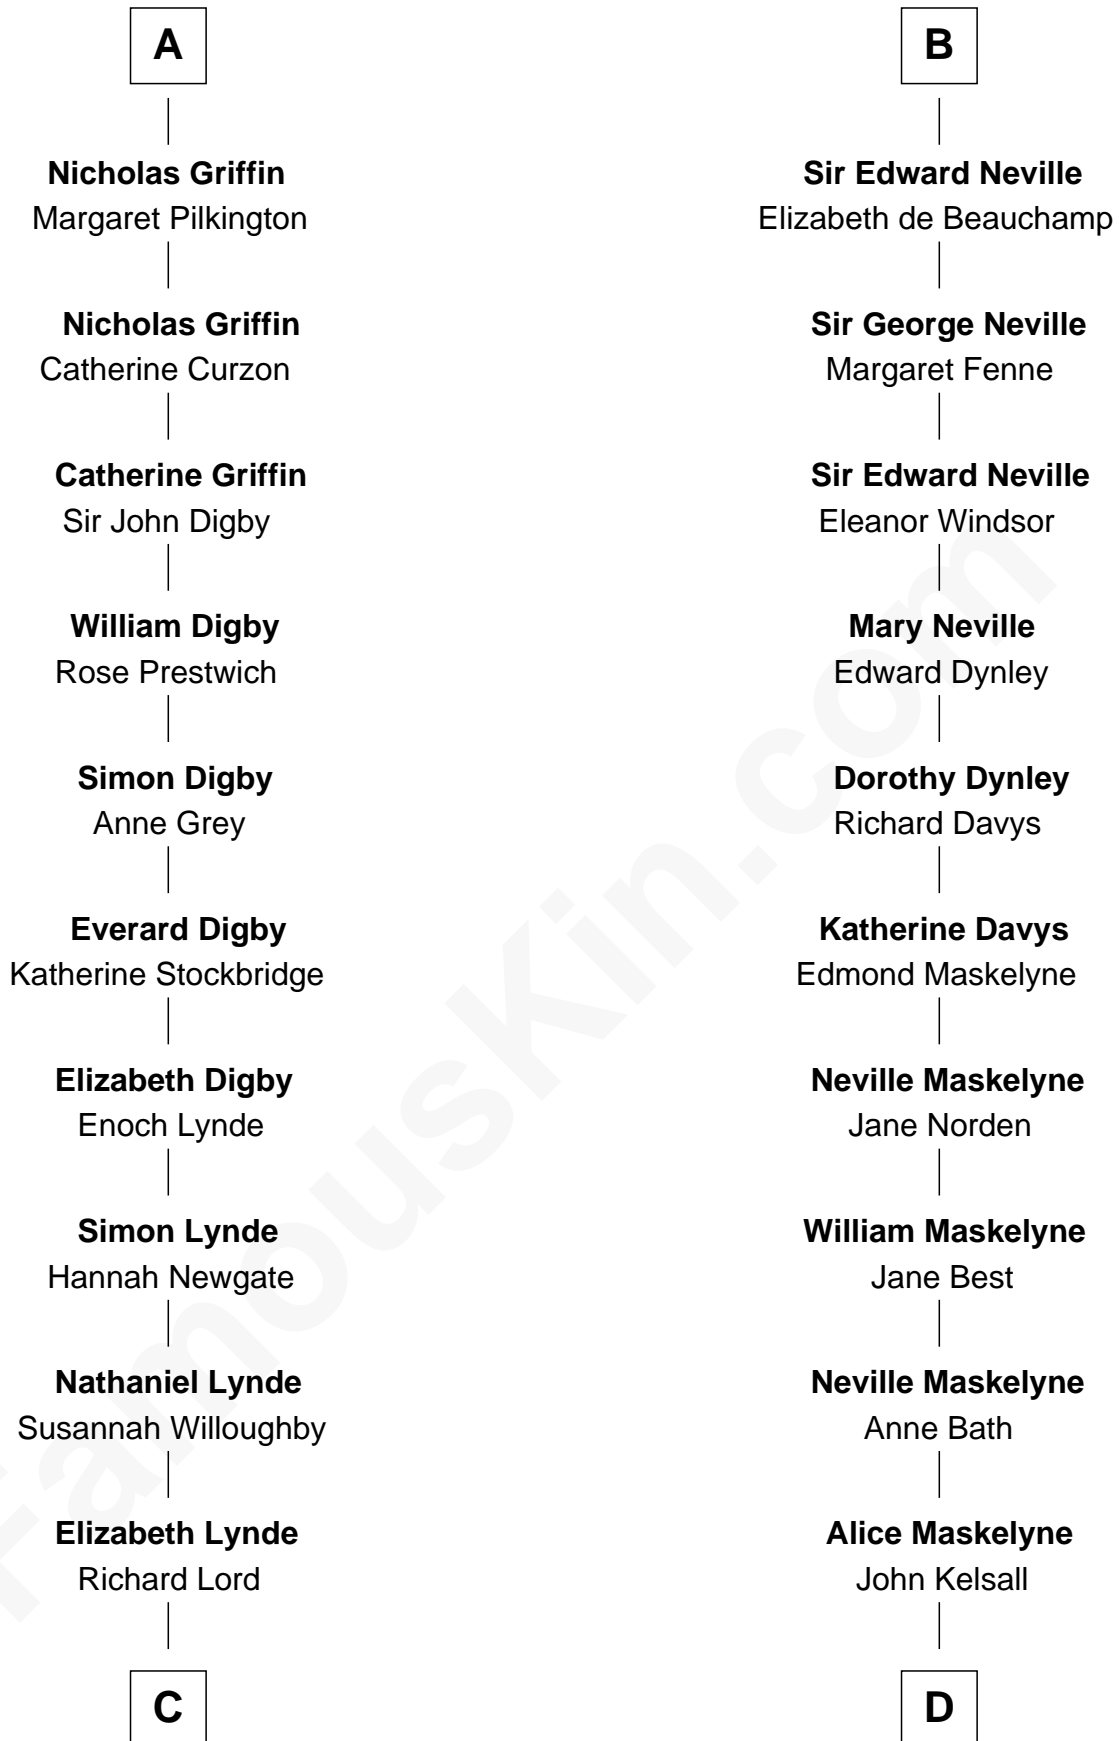 A
Nicholas Griffin
Margaret Pilkington
Nicholas Griffin
Catherine Curzon
Catherine Griffin
Sir John Digby
William Digby
Rose Prestwich
Simon Digby
Anne Grey
Everard Digby
Katherine Stockbridge
Elizabeth Digby
Enoch Lynde
Simon Lynde
Hannah Newgate
Nathaniel Lynde
Susannah Willoughby
Elizabeth Lynde
Richard Lord
C
B
Sir Edward Neville
Elizabeth de Beauchamp
Sir George Neville
Margaret Fenne
Sir Edward Neville
Eleanor Windsor
Mary Neville
Edward Dynley
Dorothy Dynley
Richard Davys
Katherine Davys
Edmond Maskelyne
Neville Maskelyne
Jane Norden
William Maskelyne
Jane Best
Neville Maskelyne
Anne Bath
Alice Maskelyne
John Kelsall
D
FamousKin.com